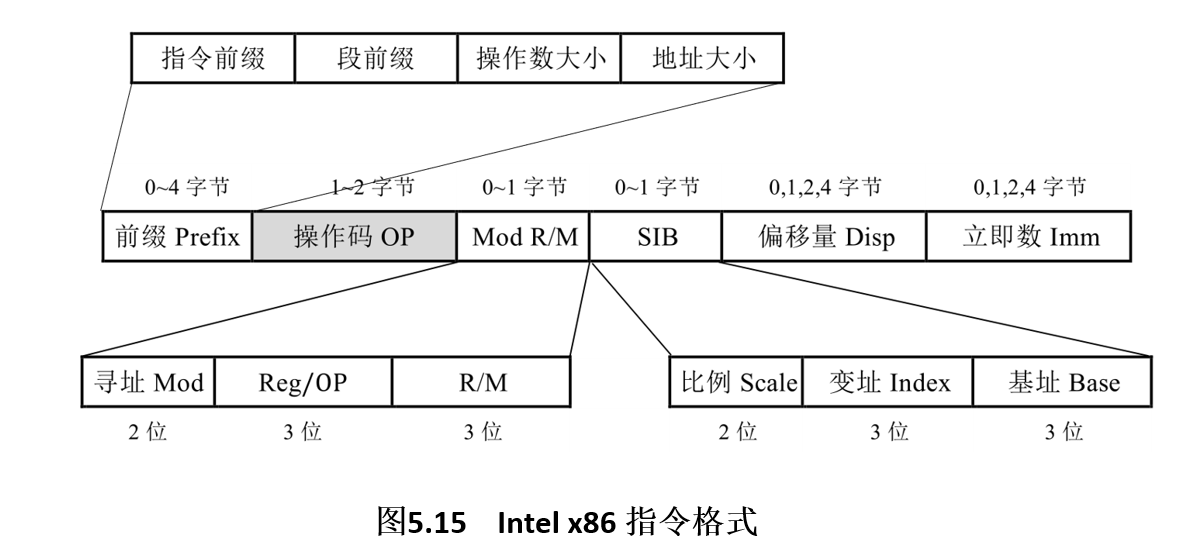 指令前缀 段前缀 操作数大小 地址大小
0~4 字节 1~2 字节 0~1 字节 0~1 字节 0,1,2,4 字节 0,1,2,4 字节
前缀 Prefix 操作码 OP Mod R/M SIB 偏移量 Disp 立即数 Imm
寻址 Mod Reg/OP R/M 比例 Scale 变址 Index 基址 Base
2 位 3 位 3 位 2 位 3 位 3 位
图5.15 Intel x86 指令格式